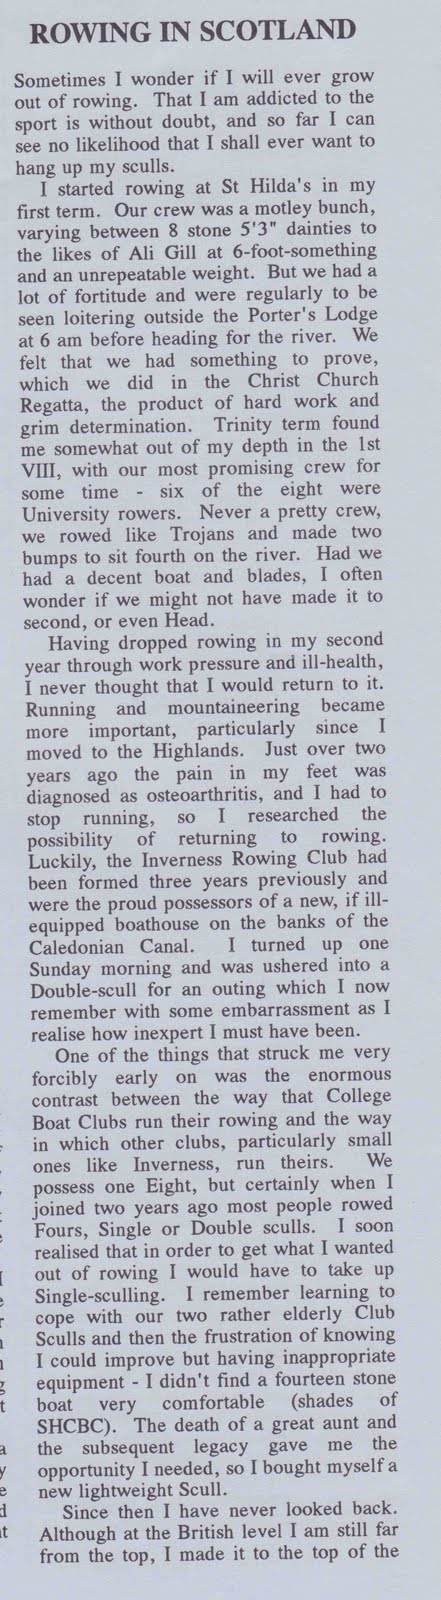 ROWING IN SCOTLAND
Sometimes I wonder if I will ever grow
out of rowing. That I am addicted to the
sport is without doubt, and so far I can
see no likelihood that I shall ever want to
hang up my sculls.
I started rowing at St Hilda's in my
first term. Our crew was a motley bunch,
varying between 8 stone 5'3" dainties to
the likes of Ali Gill at 6-foot-something
and an unrepeatable weight. But we had a
lot of fortitude and were regularly to be
seen loitering outside the Porter's Lodge
at 6 am before heading for the river. We
felt that we had something to prove,
which we did in the Christ Church
Regatta, the product of hard work and
grim determination. Trinity term found
me somewhat out of my depth in the 1st
VIII, with our most promising crew for
some time - six of the eight were
University rowers. Never a pretty crew,
we rowed like Trojans and made two
bumps to sit fourth on the river. Had we
had a decent boat and blades, I often
wonder if we might not have made it to
second, or even Head.
Having dropped rowing in my second
year through work pressure and ill-health,
I never thought that I would return to it.
Running and mountaineering became
more important, particularly since I
moved to the Highlands. Just over two
years ago the pain in my feet was
diagnosed as osteoarthritis, and I had to
stop running, so I researched the
possibility of returning to rowing.
Luckily, the Inverness Rowing Club had
been formed three years previously and
were the proud possessors of a new, if ill-
equipped boathouse on the banks of the
Caledonian Canal. I turned up one
Sunday morning and was ushered into a
Double-scull for an outing which I now
remember with some embarrassment as I
realise how inexpert I must have been.
One of the things that struck me very
forcibly early on was the enormous
contrast between the way that College
Boat Clubs run their rowing and the way
in which other clubs, particularly small
ones like Inverness, run theirs. We
possess one Eight, but certainly when I
joined two years ago most people rowed
Fours, Single or Double sculls. I soon
realised that in order to get what I wanted
out of rowing I would have to take up
Single-sculling. I remember learning to
cope with our two rather elderly Club
Sculls and then the frustration of knowing
I could improve but having inappropriate
equipment - I didn't find a fourteen stone
boat very comfortable (shades of
SHCBC). The death of a great aunt and
the subsequent legacy gave me the
opportunity I needed, so I bought myself a
new lightweight Scull.
Since then I have never looked back.
Although at the British level I am still far
from the top, I made it to the top of the